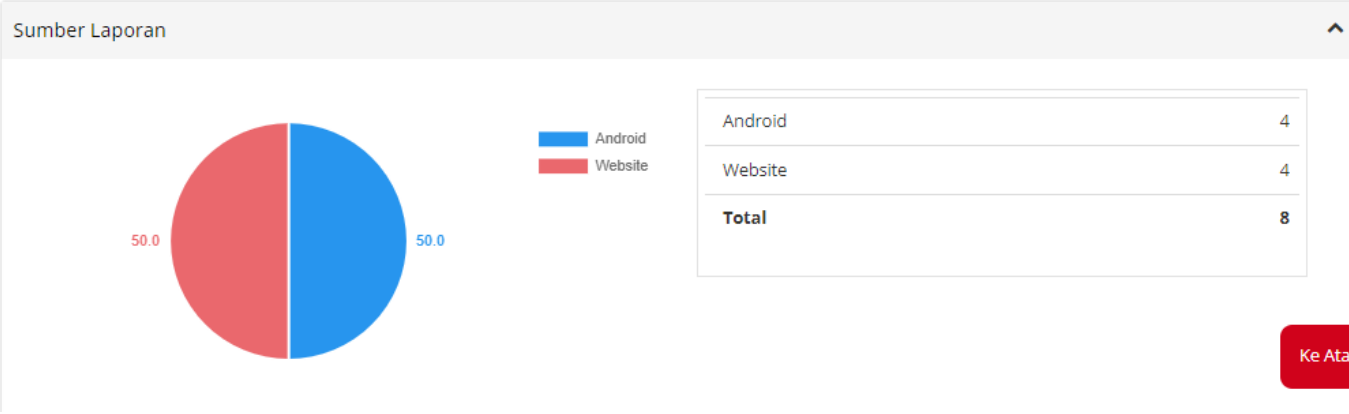 Sumber Laporan
Android
Website
50.0
50.0
Android 4
Website 4
Total 8
Ke Ata